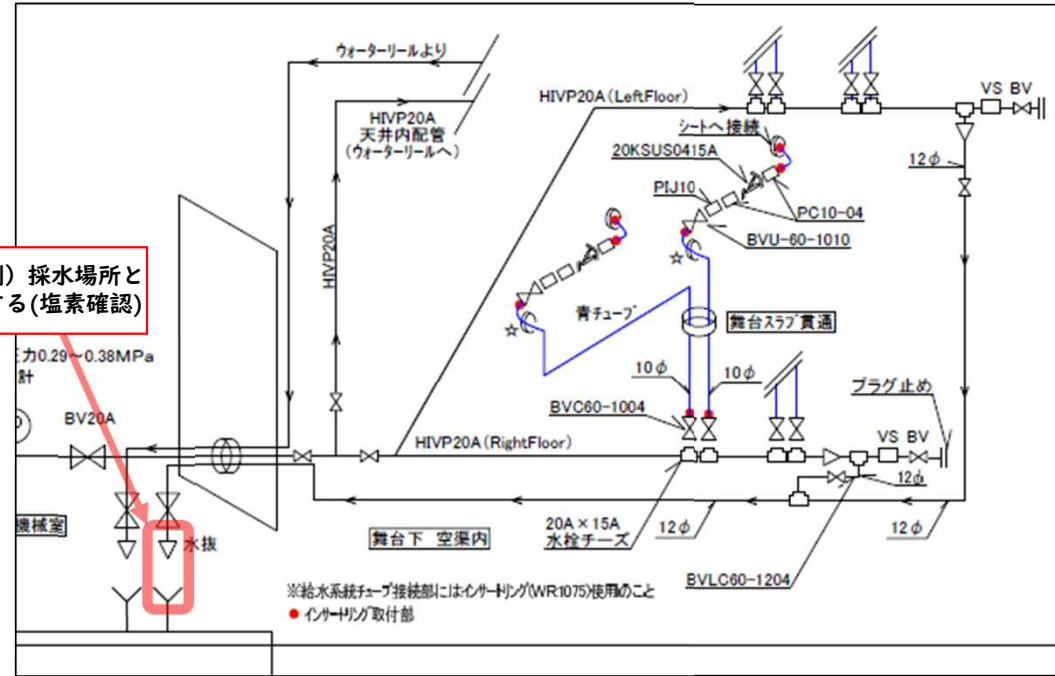 ウォーターリールより
HIVP20A
天井内配管
(ウォーターリールへ)
HIVP20A(LeftFloor)
VS BV
シートへ接続
20KSUS0415A
12φ
PIJ10
PC10-04
BVU-60-1010
HIVP20A
☆
☆
）採水場所と
する(塩素確認)
青チューブ
舞台スラブ貫通
力0.29～0.38MPa
計
10φ
10φ
プラグ止め
BVC60-1004
BV20A
HIVP20A(RightFloor)
VS BV
12φ
機械室
水抜
舞台下 空渠内
20A×15A
水栓チーズ
12φ
12φ
BVLC60-1204
※給水系統チューブ接続部にはインサートリング(WR1075)使用のこと
● インサートリング取付部